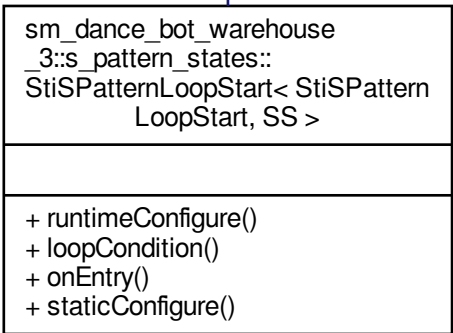 sm_dance_bot_warehouse
_3::s_pattern_states::
StiSPatternLoopStart< StiSPattern
LoopStart, SS >
+ runtimeConfigure()
+ loopCondition()
+ onEntry()
+ staticConfigure()